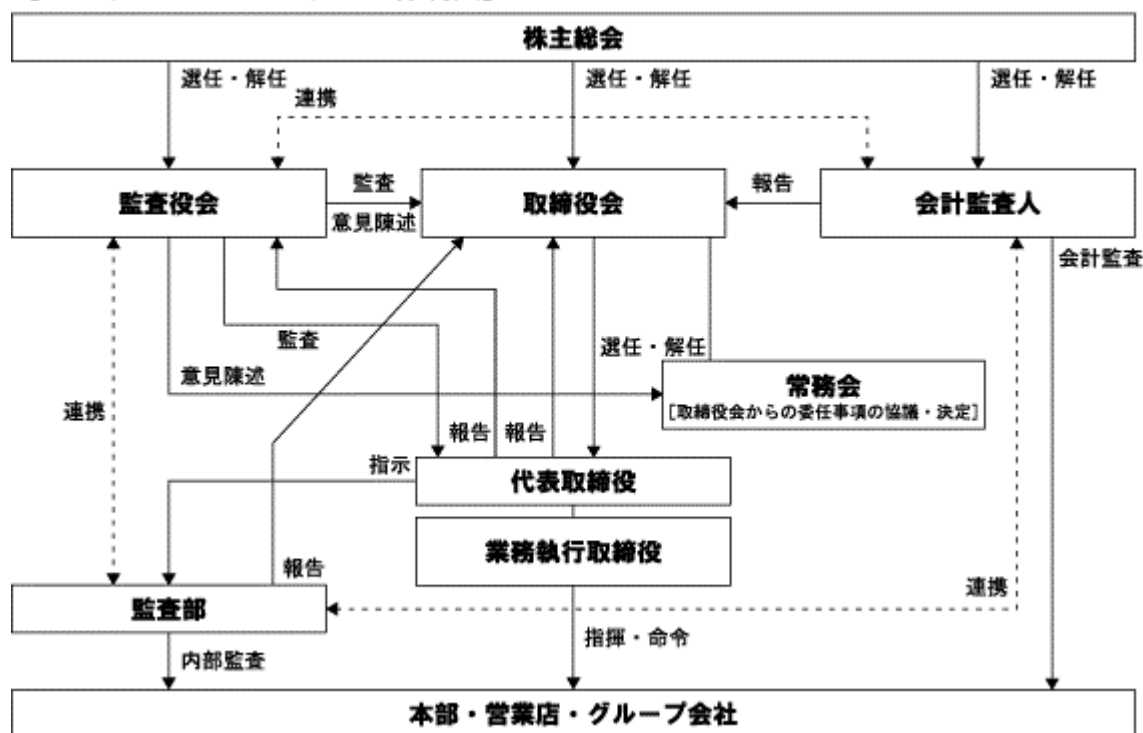 株主総会
選任・解任
選任・解任
選任・解任
連携
監査役会
監査
意見陳述
取締役会
報告
会計監査人
会計監査
監査
選任・解任
意見陳述
常務会
[取締役会からの委任事項の協議・決定]
連携
報告
報告
指示
代表取締役
業務執行取締役
報告
連携
監査部
指揮・命令
内部監査
本部・営業店・グループ会社